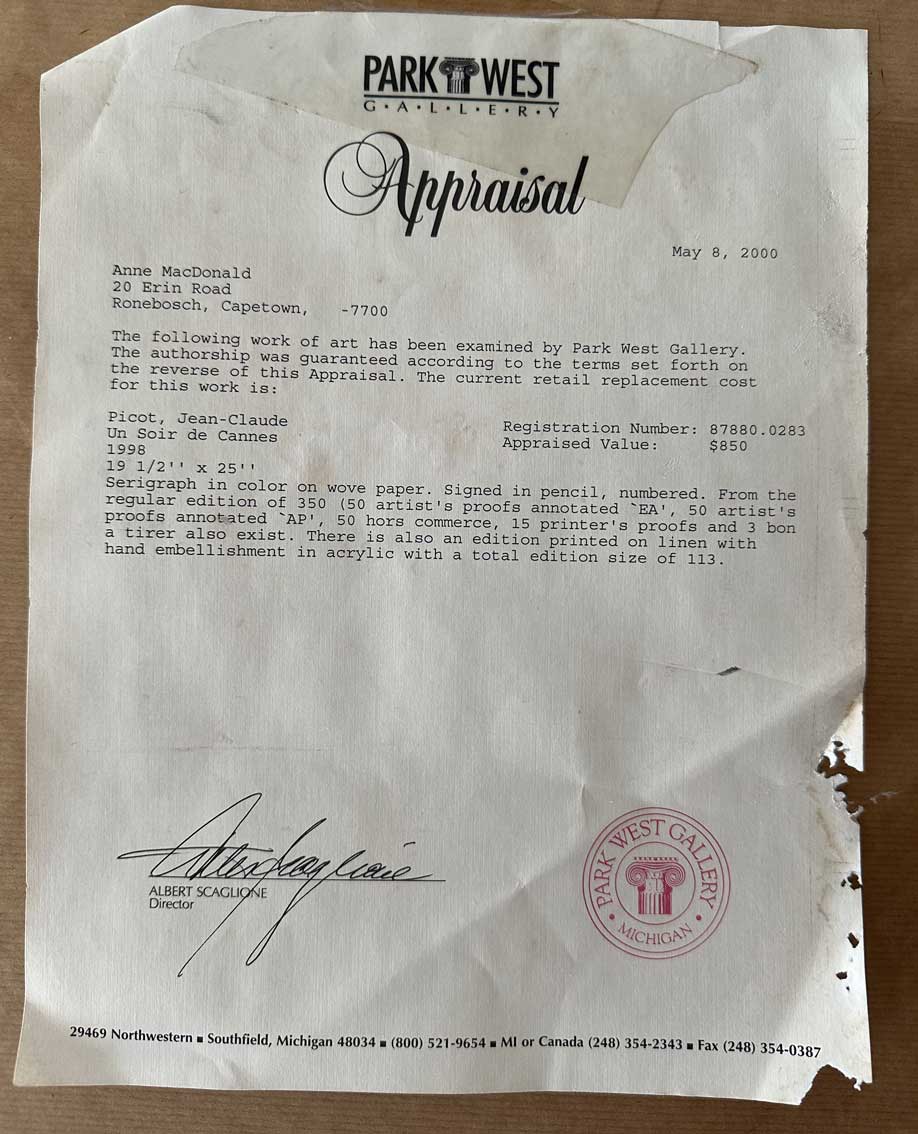 PARK WEST
G•A•L•L•E•R•Y
Appraisal
May 8, 2000
Anne MacDonald
20 Erin Road
Ronebosch, Capetown, -7700
The following work of art has been examined by Park West Gallery.
The authorship was guaranteed according to the terms set forth on
the reverse of this Appraisal. The current retail replacement cost
for this work is:
Picot, Jean-Claude
Un Soir de Cannes
1998
19 1/2'' x 25''
Registration Number: 87880.0283
Appraised Value: $850
Serigraph in color on wove paper. Signed in pencil, numbered. From the
regular edition of 350 (50 artist's proofs annotated `EA', 50 artist's
proofs annotated `AP', 50 hors commerce, 15 printer's proofs and 3 bon
a tirer also exist. There is also an edition printed on linen with
hand embellishment in acrylic with a total edition size of 113.
Albert Scaglione
ALBERT SCAGLIONE
Director
PARK WEST GALLERY
• MICHIGAN •
29469 Northwestern ■ Southfield, Michigan 48034 ■ (800) 521-9654 ■ MI or Canada (248) 354-2343 ■ Fax (248) 354-0387